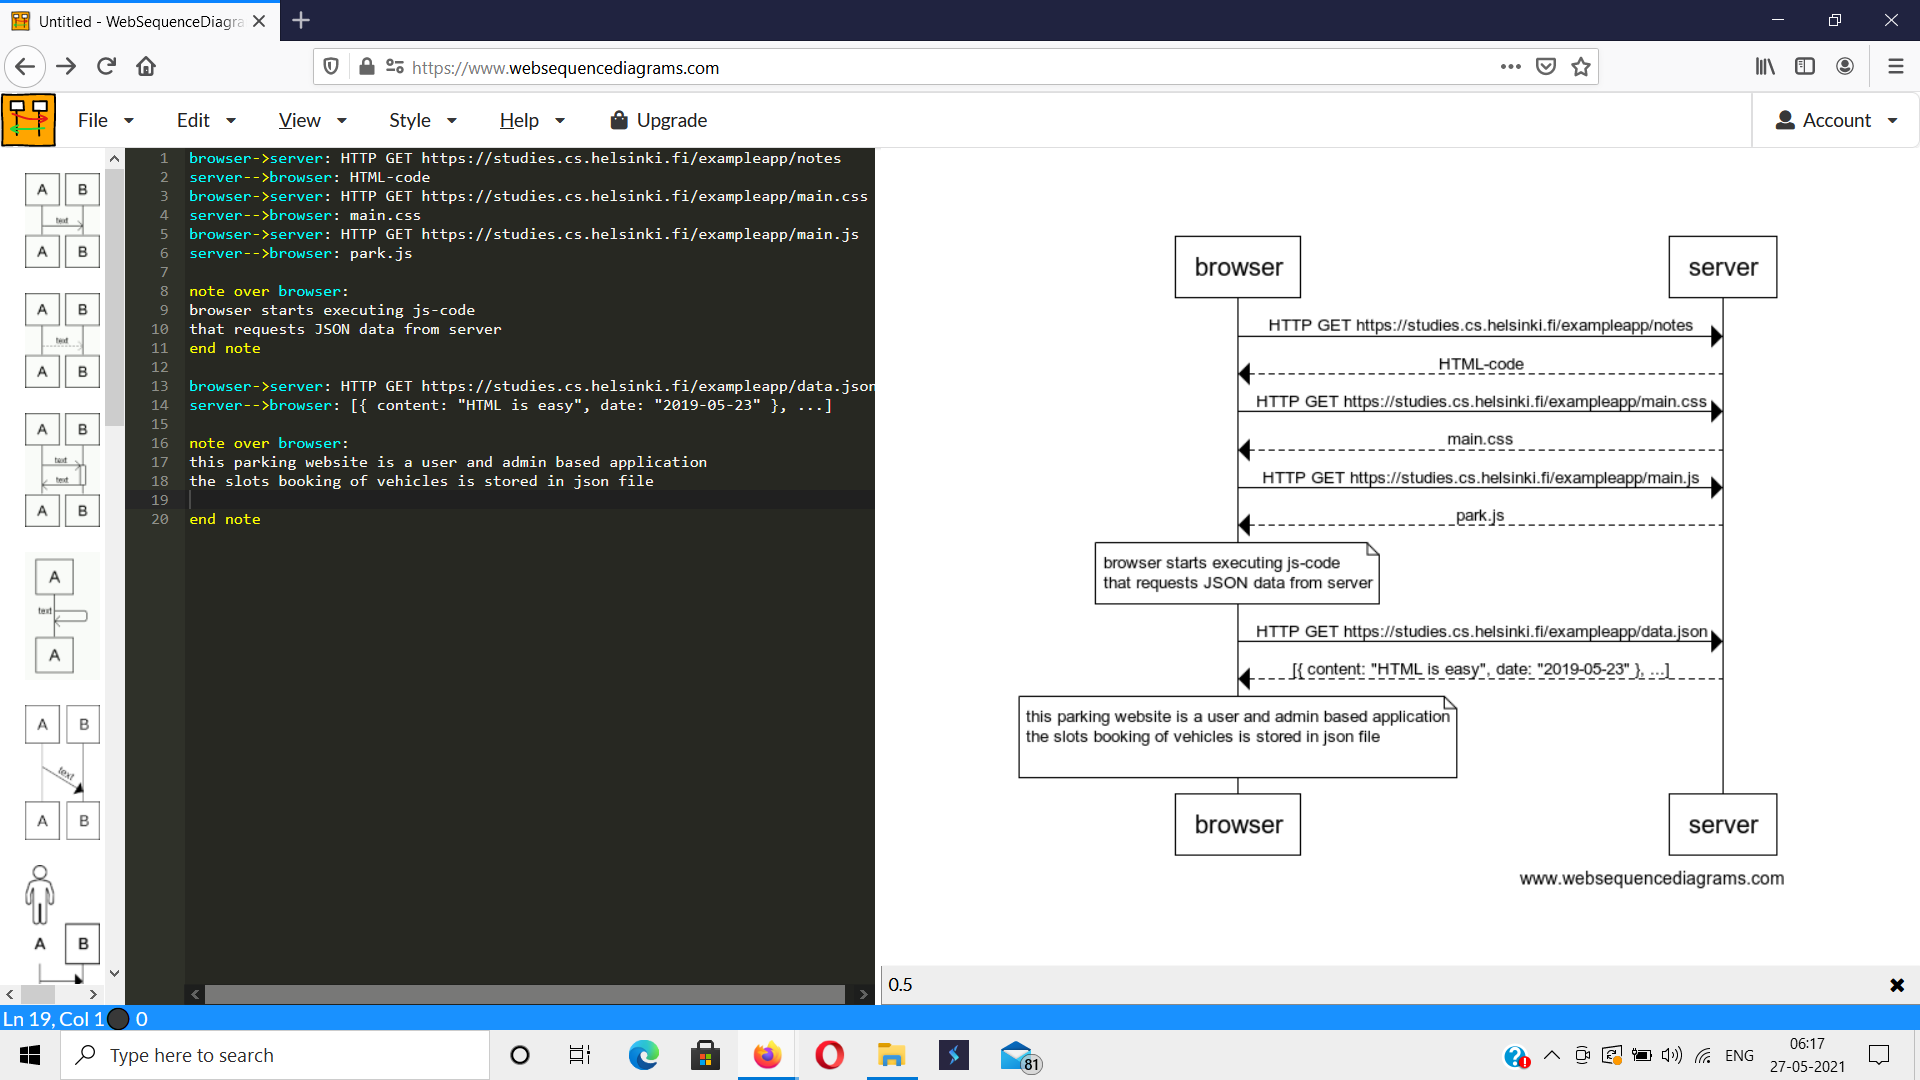 Untitled - WebSequenceDiagra
https://www.websequencediagrams.com
File Edit View Style Help Upgrade Account
A B
text
A B
A B
text
A B
A B
text
text
A B
A
text
A
A B
text
A B
A B
1 browser->server: HTTP GET https://studies.cs.helsinki.fi/exampleapp/notes
2 server-->browser: HTML-code
3 browser->server: HTTP GET https://studies.cs.helsinki.fi/exampleapp/main.css
4 server-->browser: main.css
5 browser->server: HTTP GET https://studies.cs.helsinki.fi/exampleapp/main.js
6 server-->browser: park.js
7
8 note over browser:
9 browser starts executing js-code
10 that requests JSON data from server
11 end note
12
13 browser->server: HTTP GET https://studies.cs.helsinki.fi/exampleapp/data.json
14 server-->browser: [{ content: "HTML is easy", date: "2019-05-23" }, ...]
15
16 note over browser:
17 this parking website is a user and admin based application
18 the slots booking of vehicles is stored in json file
19
20 end note
browser server
HTTP GET https://studies.cs.helsinki.fi/exampleapp/notes
HTML-code
HTTP GET https://studies.cs.helsinki.fi/exampleapp/main.css
main.css
HTTP GET https://studies.cs.helsinki.fi/exampleapp/main.js
park.js
browser starts executing js-code
that requests JSON data from server
HTTP GET https://studies.cs.helsinki.fi/exampleapp/data.json
[{ content: "HTML is easy", date: "2019-05-23" }, ...]
this parking website is a user and admin based application
the slots booking of vehicles is stored in json file
browser server
www.websequencediagrams.com
0.5
Ln 19, Col 1 0
Type here to search
81
ENG
06:17
27-05-2021